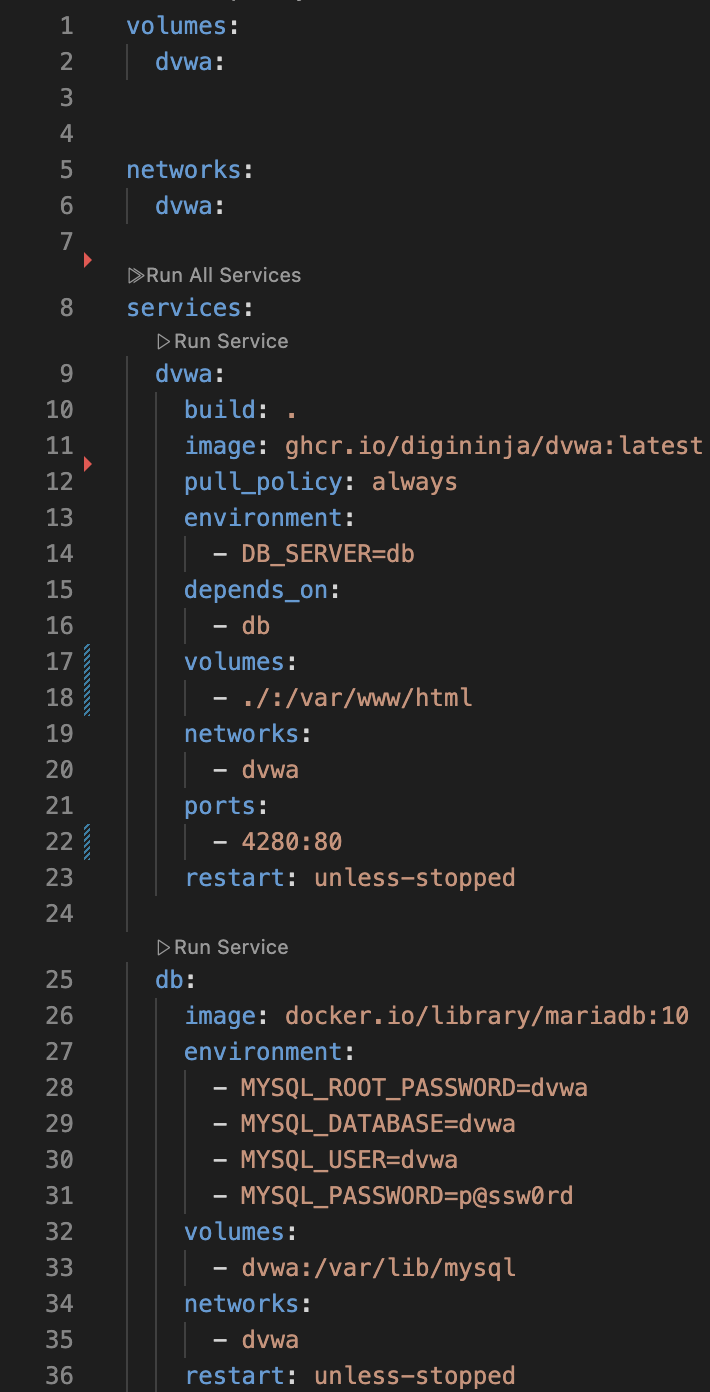 1 volumes:
2 dvwa:
3
4
5 networks:
6 dvwa:
7
Run All Services
8 services:
Run Service
9 dvwa:
10 build: .
11 image: ghcr.io/digininja/dvwa:latest
12 pull_policy: always
13 environment:
14 - DB_SERVER=db
15 depends_on:
16 - db
17 volumes:
18 - ./:/var/www/html
19 networks:
20 - dvwa
21 ports:
22 - 4280:80
23 restart: unless-stopped
24
Run Service
25 db:
26 image: docker.io/library/mariadb:10
27 environment:
28 - MYSQL_ROOT_PASSWORD=dvwa
29 - MYSQL_DATABASE=dvwa
30 - MYSQL_USER=dvwa
31 - MYSQL_PASSWORD=p@ssw0rd
32 volumes:
33 - dvwa:/var/lib/mysql
34 networks:
35 - dvwa
36 restart: unless-stopped